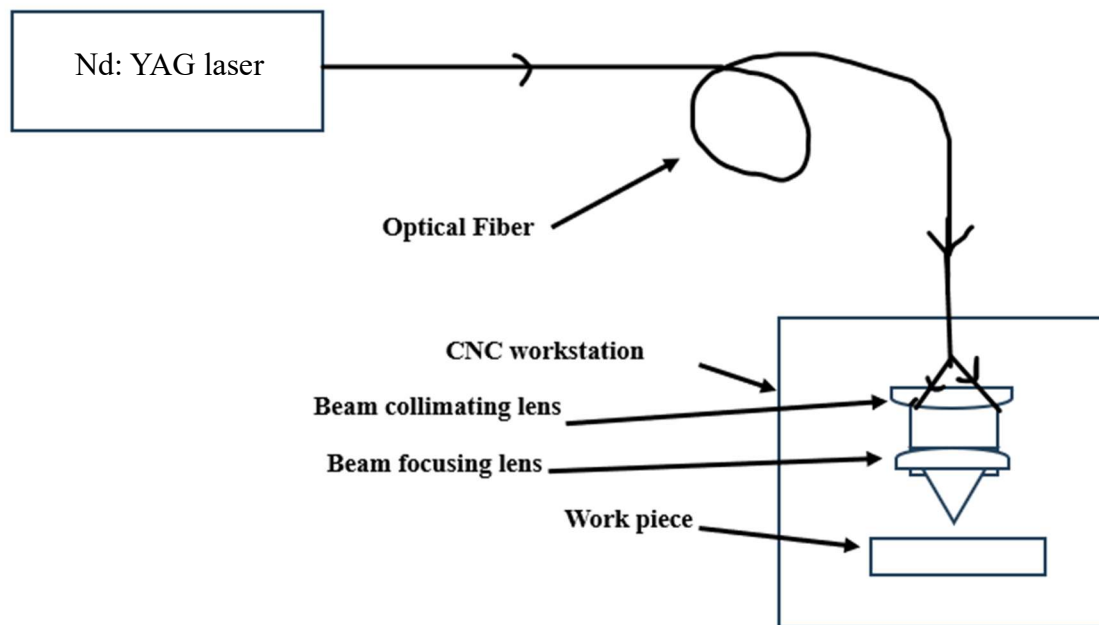 Nd: YAG laser
Optical Fiber
CNC workstation
Beam collimating lens
Beam focusing lens
Work piece